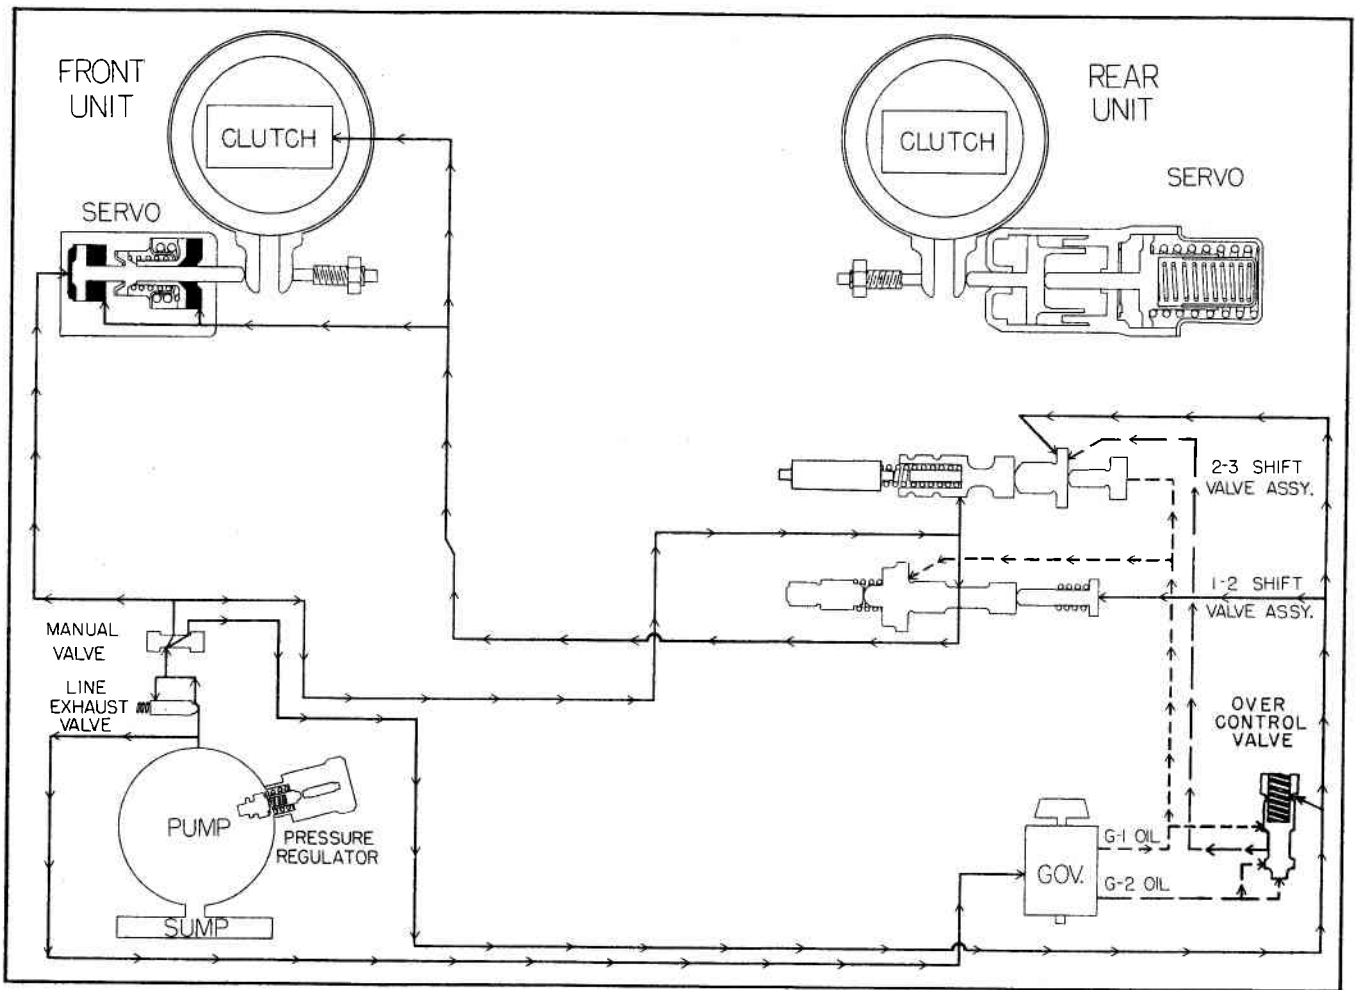 FRONT
UNIT
CLUTCH
SERVO
REAR
UNIT
CLUTCH
SERVO
2-3 SHIFT
VALVE ASSY.
1-2 SHIFT
VALVE ASSY.
MANUAL
VALVE
LINE
EXHAUST
VALVE
OVER
CONTROL
VALVE
PUMP
PRESSURE
REGULATOR
SUMP
GOV.
G-1 OIL
G-2 OIL